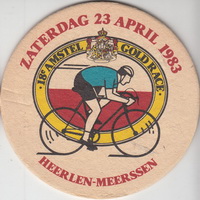 ZATERDAG 23 APRIL 1983
18e AMSTEL GOLD RACE
HEERLEN-MEERSSEN